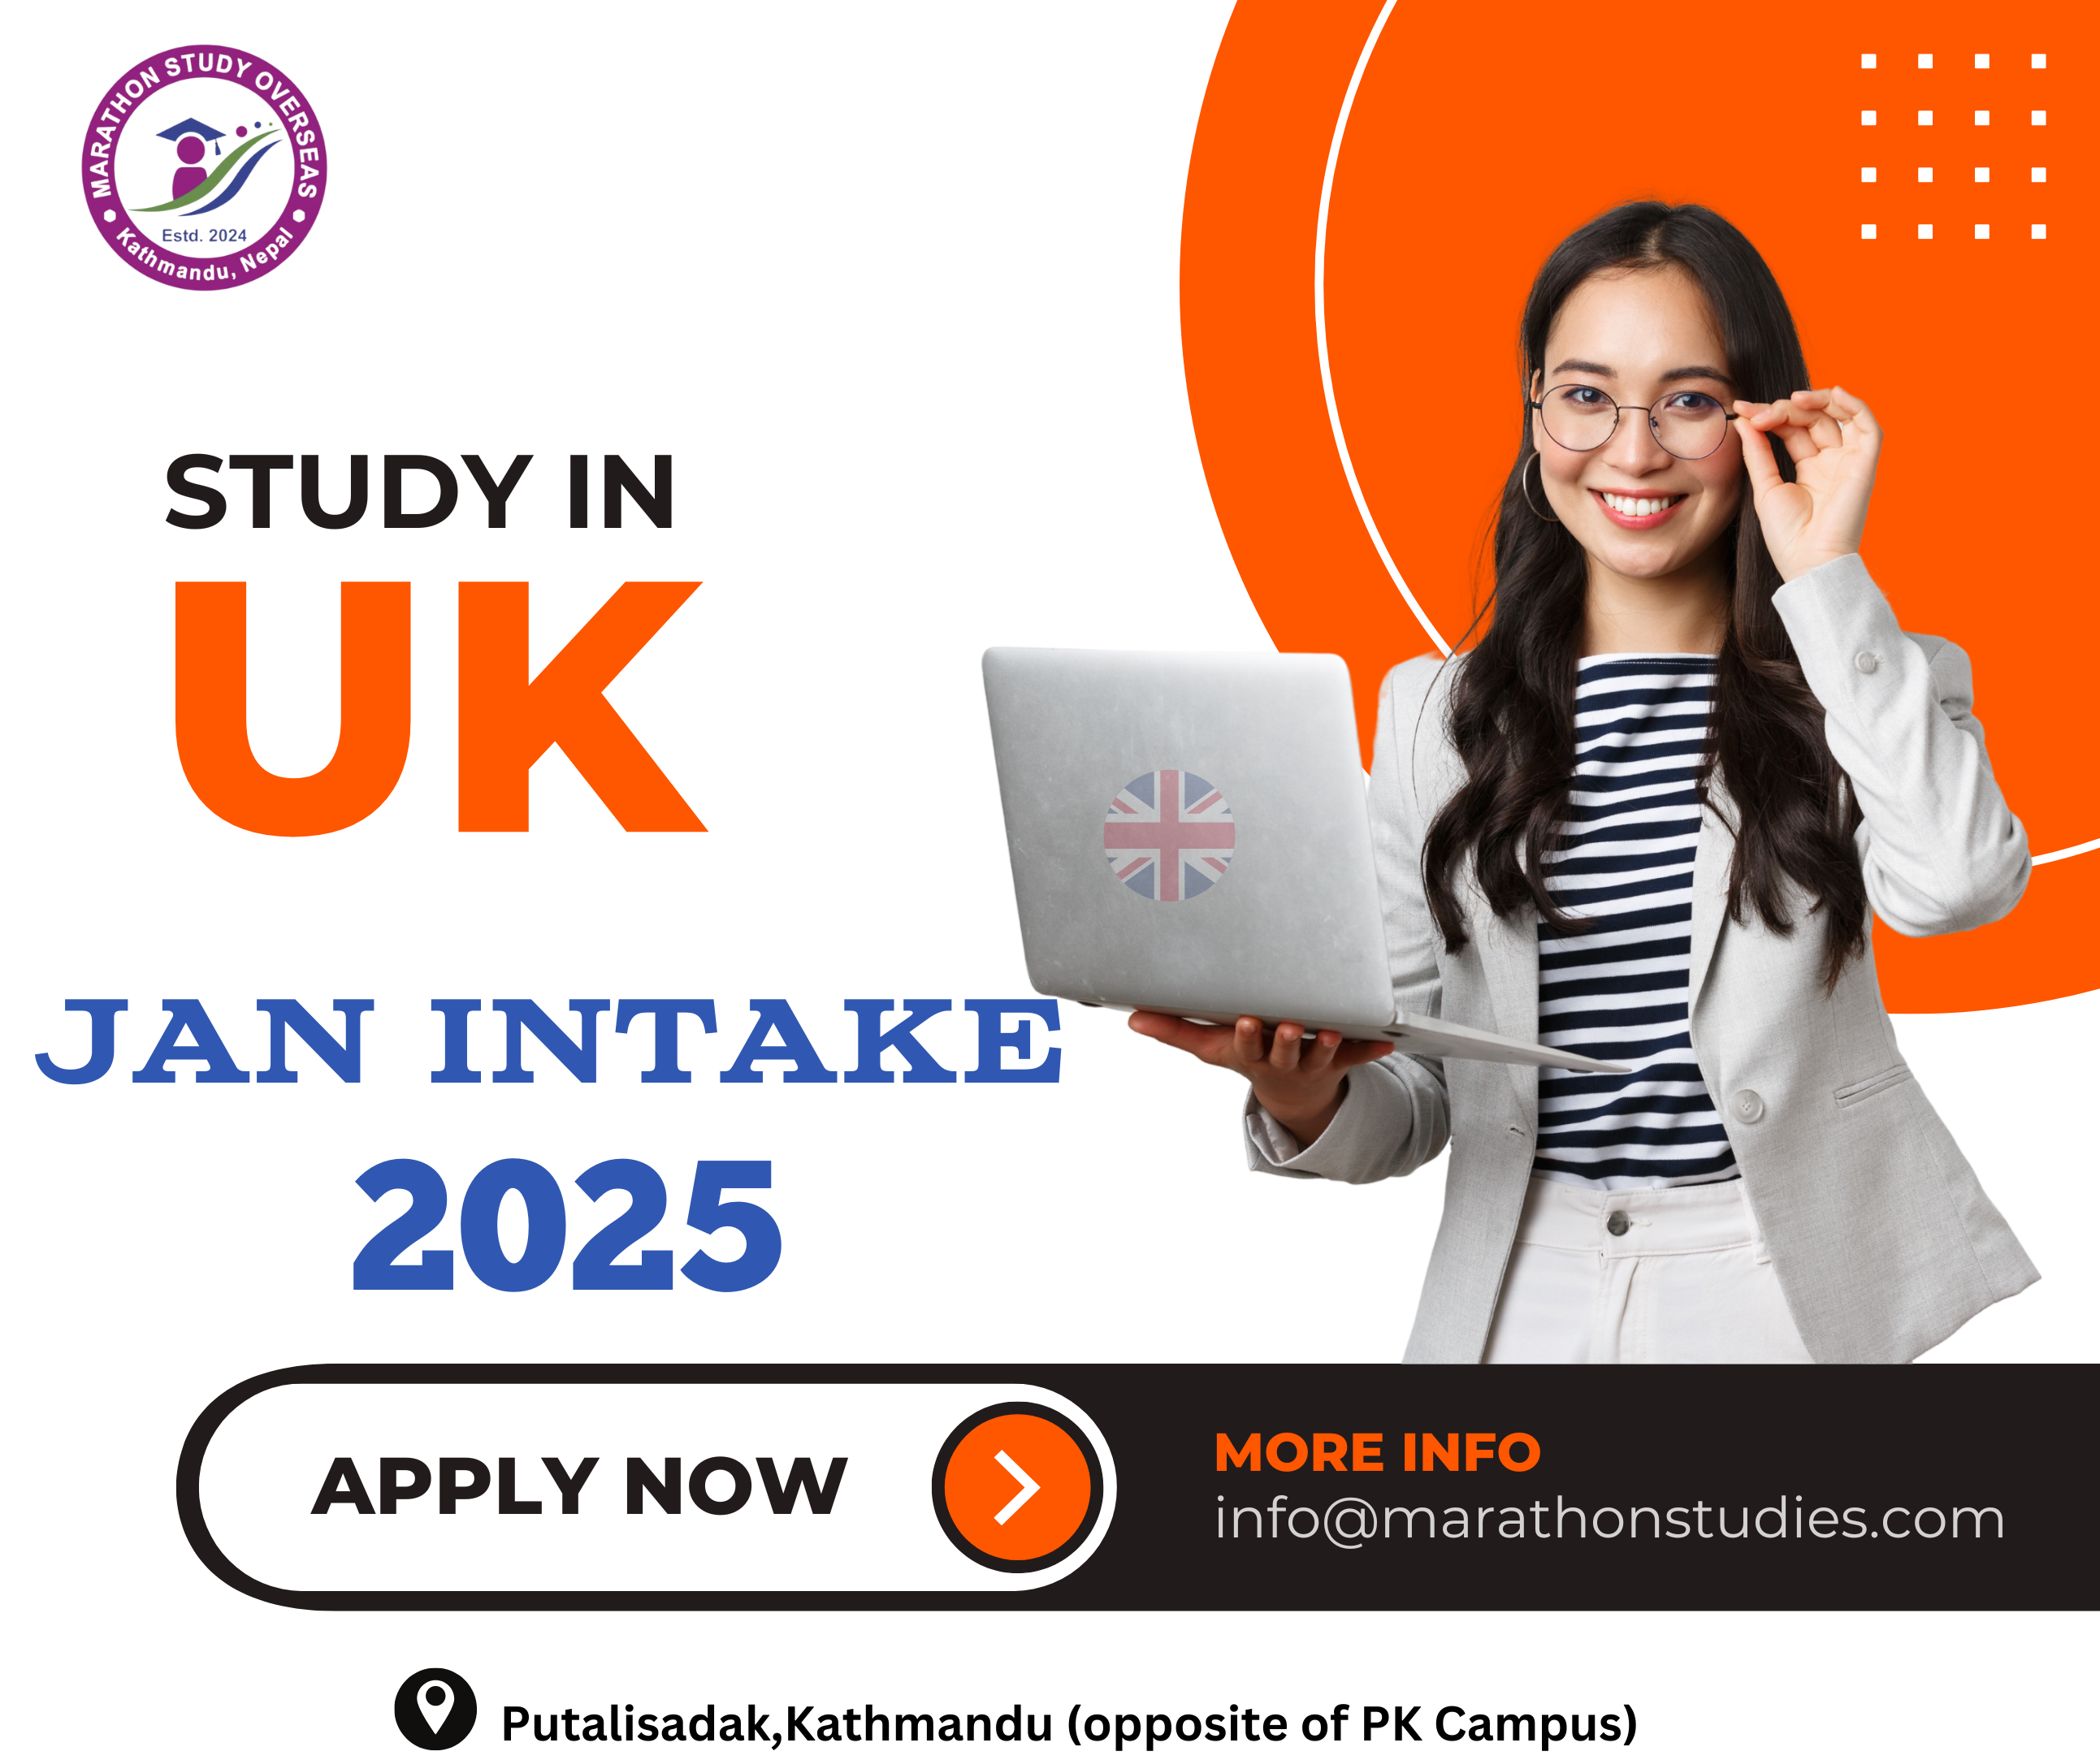 MARATHON STUDY OVERSEAS
Estd. 2024
Kathmandu, Nepal
STUDY IN
UK
JAN INTAKE
2025
APPLY NOW
MORE INFO
info@marathonstudies.com
Putalisadak,Kathmandu (opposite of PK Campus)